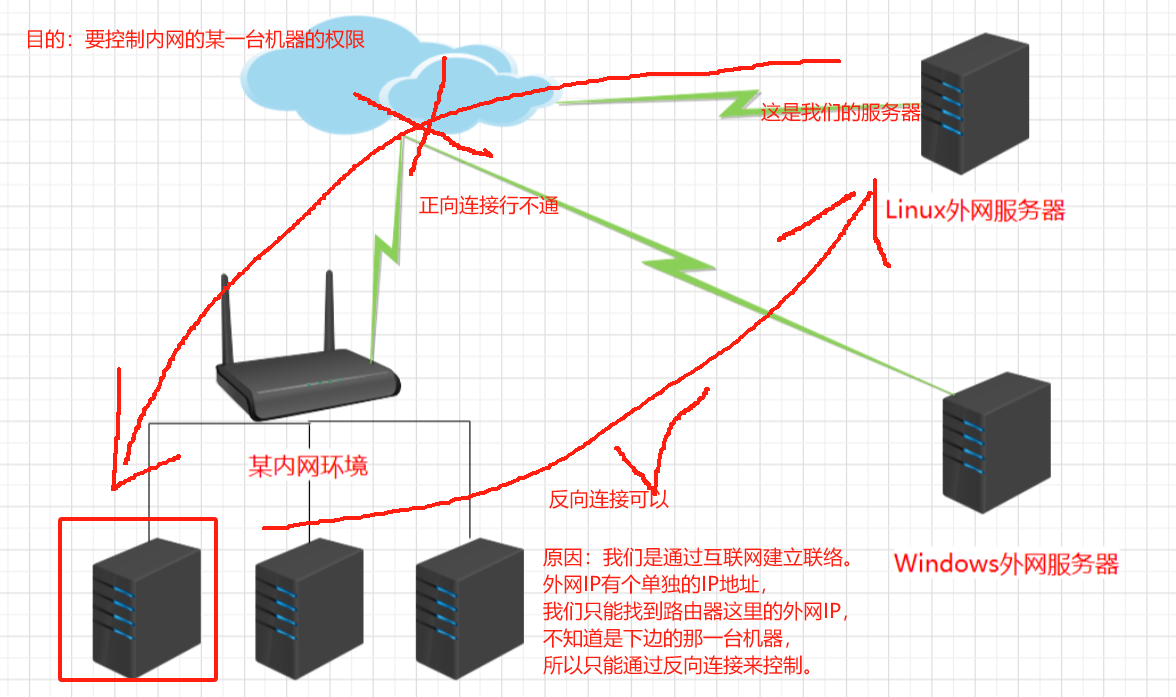 目的：要控制内网的某一台机器的权限
这是我们的服务器
正向连接行不通
Linux外网服务器
某内网环境
反向连接可以
原因：我们是通过互联网建立联络。
外网IP有个单独的IP地址，
我们只能找到路由器这里的外网IP，
不知道是下边的那一台机器，
所以只能通过反向连接来控制。
Windows外网服务器